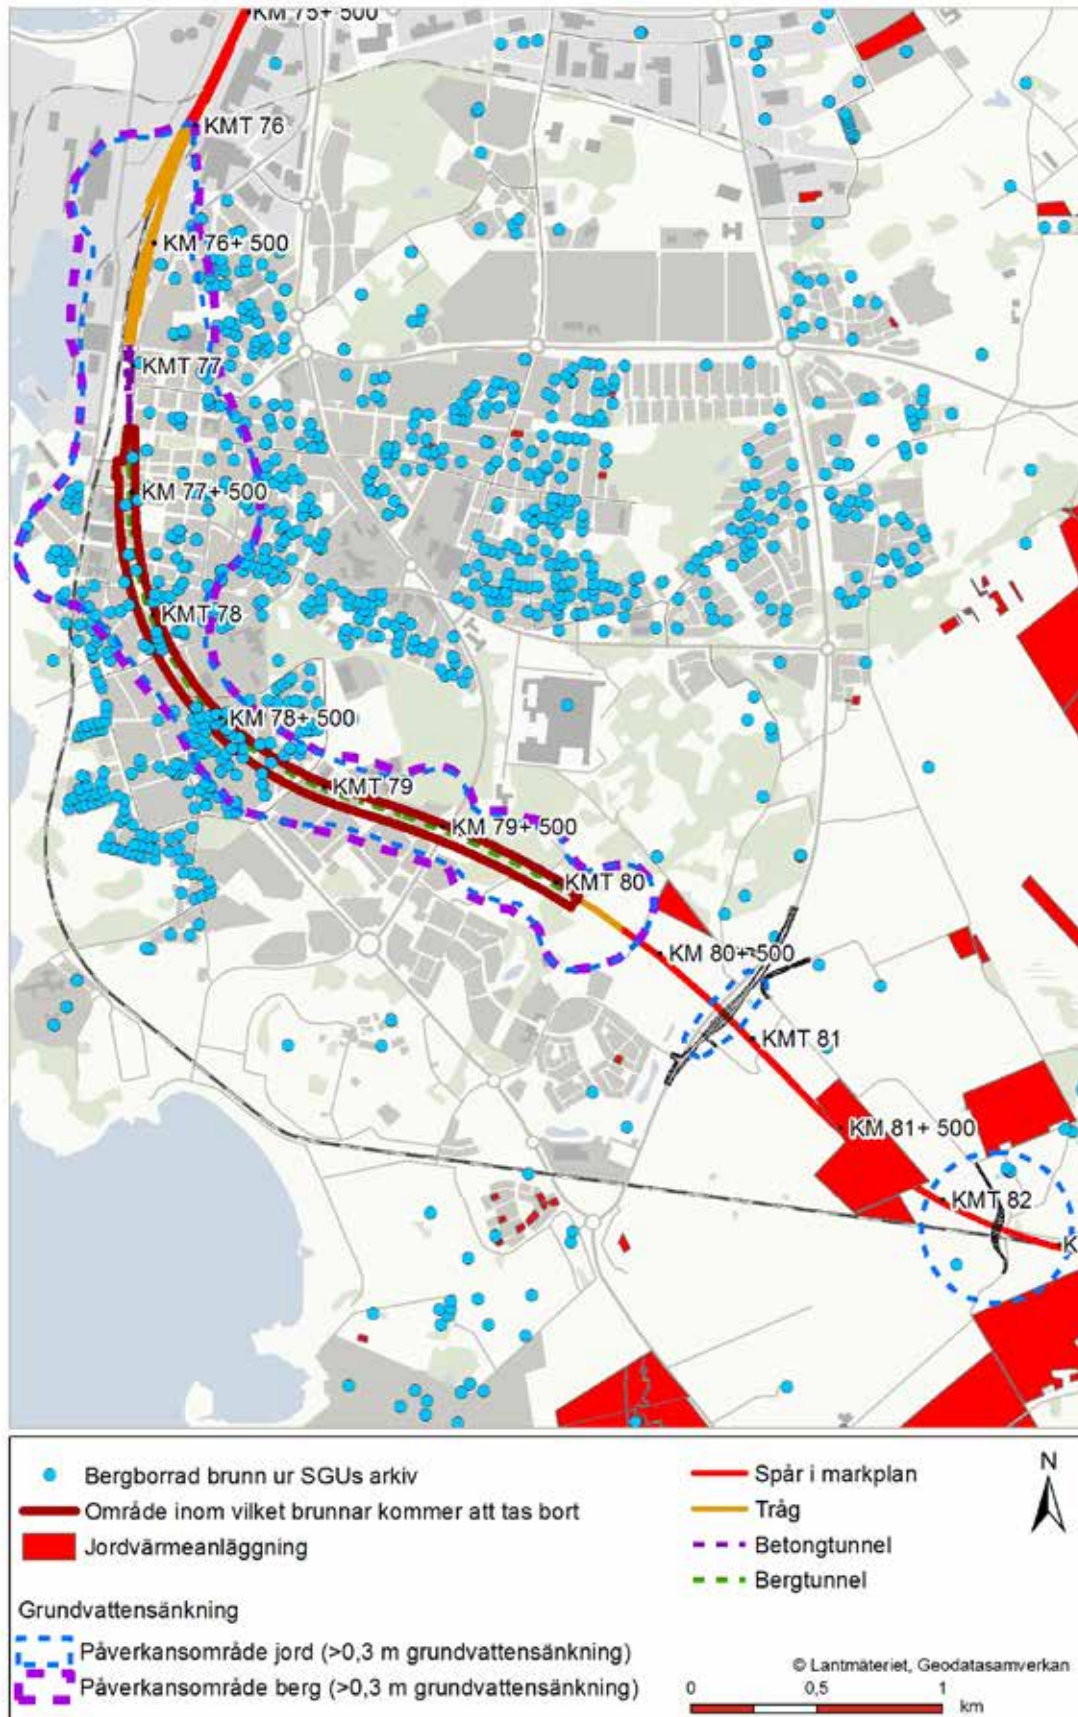 KM 75+500
KMT 76
KM 76+ 500
KMT 77
KM 77+ 500
KMT 78
KM 78+ 500
KMT 79
KM 79+ 500
KMT 80
KM 80+ 500
KMT 81
KM 81+ 500
KMT 82
K
Bergborrad brunn ur SGUs arkiv
Område inom vilket brunnar kommer att tas bort
Jordvärmeanläggning
Grundvattensänkning
Påverkansområde jord (>0,3 m grundvattensänkning)
Påverkansområde berg (>0,3 m grundvattensänkning)
Spår i markplan
Tråg
Betongtunnel
Bergtunnel
N
© Lantmäteriet, Geodatasamverkan
0 0,5 1
km